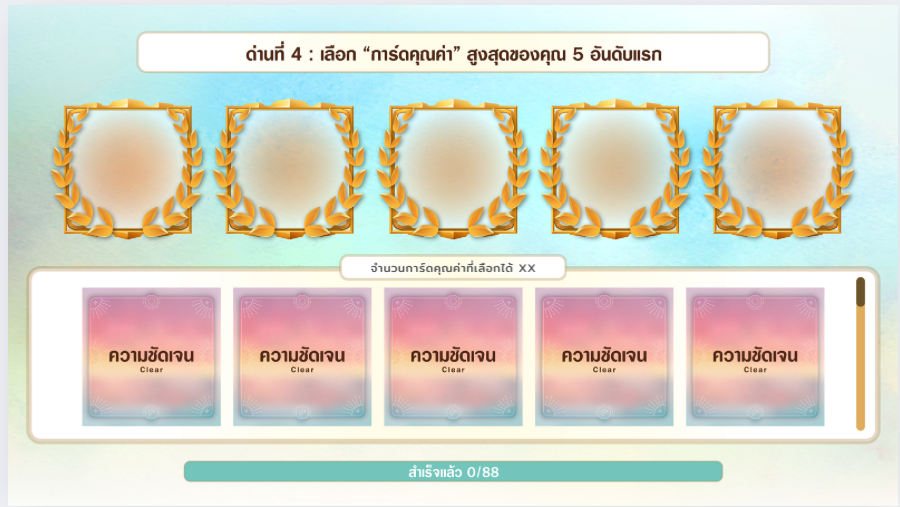 ด่านที่ 4 : เลือก “การ์ดคุณค่า” สูงสุดของคุณ 5 อันดับแรก
จำนวนการ์ดคุณค่าที่เลือกได้ XX
ความชัดเจน ความชัดเจน ความชัดเจน ความชัดเจน ความชัดเจน
Clear Clear Clear Clear Clear
สำเร็จแล้ว 0/88